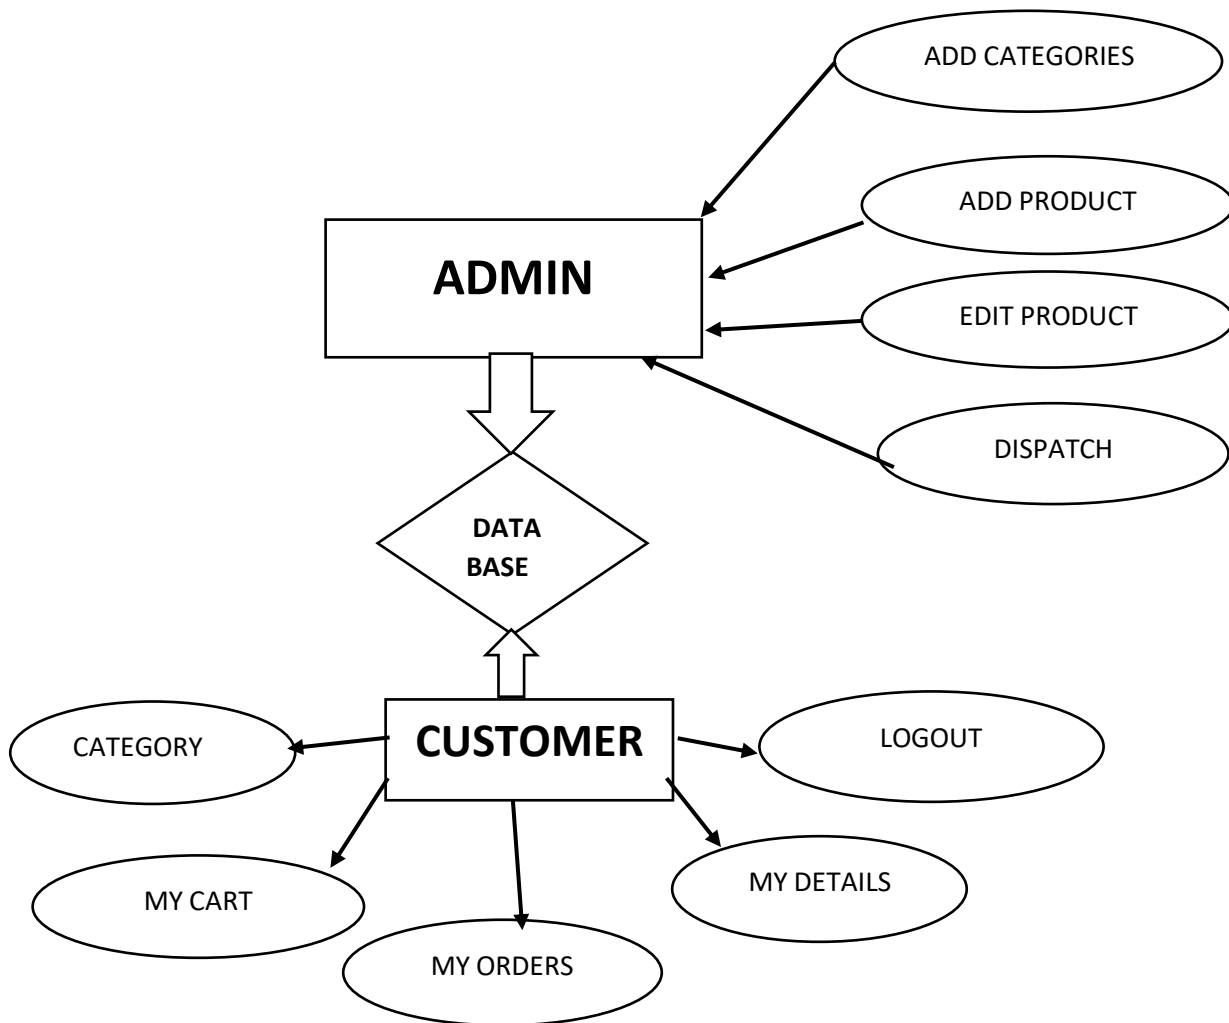 ADD CATEGORIES
ADD PRODUCT
ADMIN
EDIT PRODUCT
DISPATCH
DATA
BASE
CATEGORY
CUSTOMER
LOGOUT
MY CART
MY DETAILS
MY ORDERS